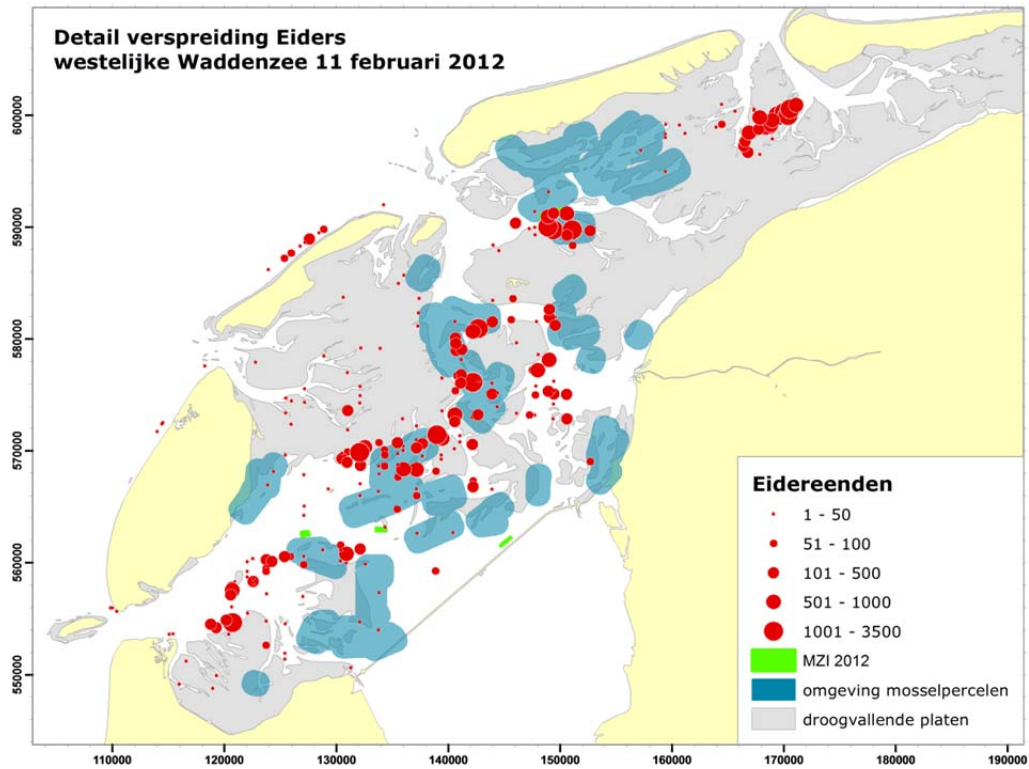 Detail verspreiding Eiders
westelijke Waddenzee 11 februari 2012
600000
590000
580000
570000
560000
550000
Eidereenden
1 - 50
51 - 100
101 - 500
501 - 1000
1001 - 3500
MZI 2012
omgeving mosselpercelen
droogvallende platen
110000 120000 130000 140000 150000 160000 170000 180000 190000